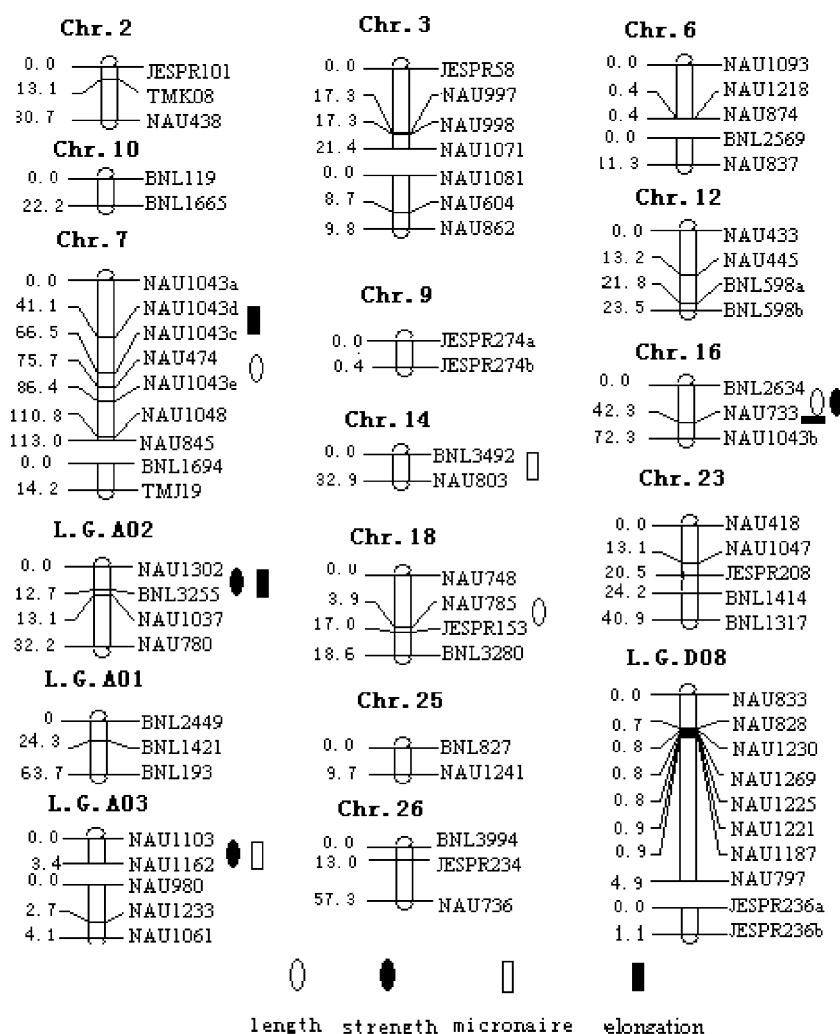 Chr. 2
0.0 JESPR101
13.1 TMK08
30.7 NAU438
Chr. 10
0.0 BNL119
22.2 BNL1665
Chr. 7
0.0 NAU1043a
41.1 NAU1043d
66.5 NAU1043c
75.7 NAU474
86.4 NAU1043e
110.8 NAU1048
113.0 NAU845
0.0 BNL1694
14.2 TMJ19
L.G.A02
0.0 NAU1302
12.7 BNL3255
13.1 NAU1037
32.2 NAU780
L.G.A01
0 BNL2449
24.3 BNL1421
63.7 BNL193
L.G.A03
0.0 NAU1103
3.4 NAU1162
0.0 NAU980
2.7 NAU1233
4.1 NAU1061
Chr. 3
0.0 JESPR58
17.3 NAU997
17.3 NAU998
21.4 NAU1071
0.0 NAU1081
8.7 NAU604
9.8 NAU862
Chr. 9
0.0 JESPR274a
0.4 JESPR274b
Chr. 14
0.0 BNL3492
32.9 NAU803
Chr. 18
0.0 NAU748
3.9 NAU785
17.0 JESPR153
18.6 BNL3280
Chr. 25
0.0 BNL827
9.7 NAU1241
Chr. 26
0.0 BNL3994
13.0 JESPR234
57.3 NAU736
Chr. 6
0.0 NAU1093
0.4 NAU1218
0.4 NAU874
0.0 BNL2569
11.3 NAU837
Chr. 12
0.0 NAU433
13.2 NAU445
21.8 BNL598a
23.5 BNL598b
Chr. 16
0.0 BNL2634
42.3 NAU733
72.3 NAU1043b
Chr. 23
0.0 NAU418
13.1 NAU1047
20.5 JESPR208
24.2 BNL1414
40.9 BNL1317
L.G.D08
0.0 NAU833
0.7 NAU828
0.8 NAU1230
0.8 NAU1269
0.8 NAU1225
0.9 NAU1221
0.9 NAU1187
4.9 NAU797
0.0 JESPR236a
1.1 JESPR236b
length strength micronaire elongation